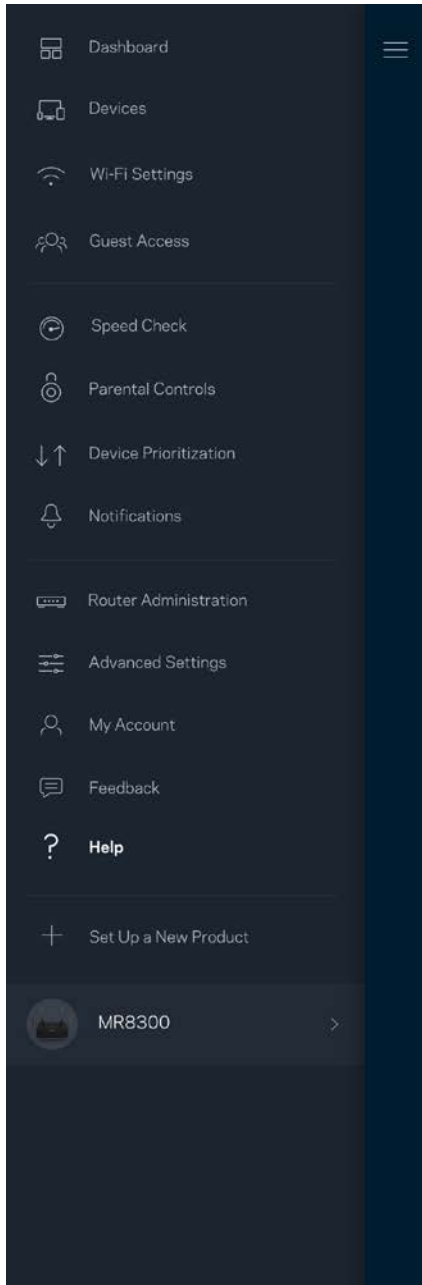 Dashboard
Devices
Wi-Fi Settings
Guest Access
Speed Check
Parental Controls
Device Prioritization
Notifications
Router Administration
Advanced Settings
My Account
Feedback
? Help
Set Up a New Product
MR8300